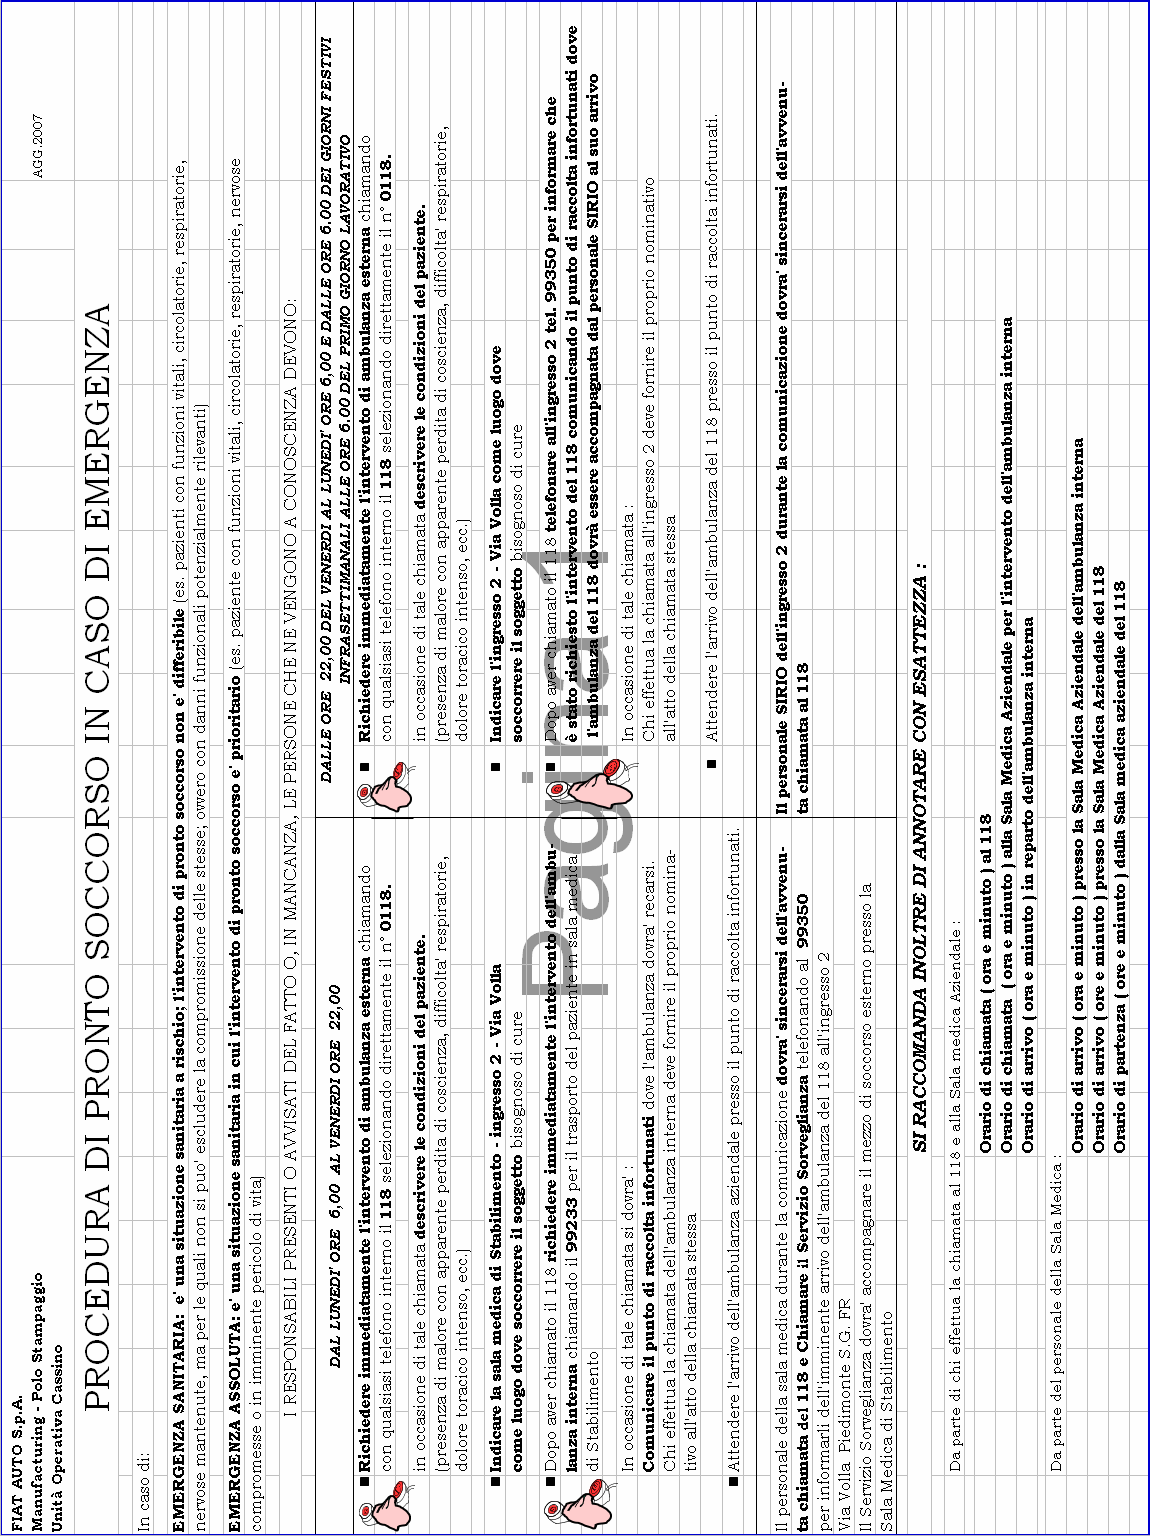 FIAT AUTO S.p.A.
Manufacturing - Polo Stampaggio
Unità Operativa Cassino
AGG.2007
PROCEDURA DI PRONTO SOCCORSO IN CASO DI EMERGENZA
In caso di:
EMERGENZA SANITARIA: e' una situazione sanitaria a rischio; l'intervento di pronto soccorso non e' differibile (es. pazienti con funzioni vitali, circolatorie, respiratorie,
nervose mantenute, ma per le quali non si puo' escludere la compromissione delle stesse; ovvero con danni funzionali potenzialmente rilevanti)
EMERGENZA ASSOLUTA: e' una situazione sanitaria in cui l'intervento di pronto soccorso e' prioritario (es. paziente con funzioni vitali, circolatorie, respiratorie, nervose
compromesse o in imminente pericolo di vita)
I RESPONSABILI PRESENTI O AVVISATI DEL FATTO O, IN MANCANZA, LE PERSONE CHE NE VENGONO A CONOSCENZA DEVONO:
DAL LUNEDI' ORE 6,00 AL VENERDI ORE 22,00
■ Richiedere immediatamente l'intervento di ambulanza esterna chiamando
con qualsiasi telefono interno il 118 selezionando direttamente il n° 0118.
in occasione di tale chiamata descrivere le condizioni del paziente.
(presenza di malore con apparente perdita di coscienza, difficolta' respiratorie,
dolore toracico intenso, ecc.)
■ Indicare la sala medica di Stabilimento - ingresso 2 - Via Volla
come luogo dove soccorrere il soggetto bisognoso di cure
■ Dopo aver chiamato il 118 richiedere immediatamente l'intervento dell'ambu-
lanza interna chiamando il 99233 per il trasporto del paziente in sala medica
di Stabilimento
In occasione di tale chiamata si dovra' :
Comunicare il punto di raccolta infortunati dove l'ambulanza dovra' recarsi.
Chi effettua la chiamata dell'ambulanza interna deve fornire il proprio nomina-
tivo all'atto della chiamata stessa
■ Attendere l'arrivo dell'ambulanza aziendale presso il punto di raccolta infortunati.
Il personale della sala medica durante la comunicazione dovra' sincerarsi dell'avvenu-
ta chiamata del 118 e Chiamare il Servizio Sorveglianza telefonando al 99350
per informarli dell'imminente arrivo dell'ambulanza del 118 all'ingresso 2
Via Volla Piedimonte S.G. FR
Il Servizio Sorveglianza dovra' accompagnare il mezzo di soccorso esterno presso la
Sala Medica di Stabilimento
DALLE ORE 22,00 DEL VENERDI AL LUNEDI' ORE 6,00 E DALLE ORE 6.00 DEI GIORNI FESTIVI
INFRASETTIMANALI ALLE ORE 6.00 DEL PRIMO GIORNO LAVORATIVO
■ Richiedere immediatamente l'intervento di ambulanza esterna chiamando
con qualsiasi telefono interno il 118 selezionando direttamente il n° 0118.
in occasione di tale chiamata descrivere le condizioni del paziente.
(presenza di malore con apparente perdita di coscienza, difficolta' respiratorie,
dolore toracico intenso, ecc.)
■ Indicare l'ingresso 2 - Via Volla come luogo dove
soccorrere il soggetto bisognoso di cure
■ Dopo aver chiamato il 118 telefonare all'ingresso 2 tel. 99350 per informare che
è stato richiesto l'intervento del 118 comunicando il punto di raccolta infortunati dove
l'ambulanza del 118 dovrà essere accompagnata dal personale SIRIO al suo arrivo
In occasione di tale chiamata :
Chi effettua la chiamata all'ingresso 2 deve fornire il proprio nominativo
all'atto della chiamata stessa
■ Attendere l'arrivo dell'ambulanza del 118 presso il punto di raccolta infortunati.
Il personale SIRIO dell'ingresso 2 durante la comunicazione dovra' sincerarsi dell'avvenu-
ta chiamata al 118
SI RACCOMANDA INOLTRE DI ANNOTARE CON ESATTEZZA :
Da parte di chi effettua la chiamata al 118 e alla Sala medica Aziendale :
Orario di chiamata ( ora e minuto ) al 118
Orario di chiamata ( ora e minuto ) alla Sala Medica Aziendale per l'intervento dell'ambulanza interna
Orario di arrivo ( ora e minuto ) in reparto dell'ambulanza interna
Da parte del personale della Sala Medica :
Orario di arrivo ( ora e minuto ) presso la Sala Medica Aziendale dell'ambulanza interna
Orario di arrivo ( ore e minuto ) presso la Sala Medica Aziendale del 118
Orario di partenza ( ore e minuto ) dalla Sala medica aziendale del 118
Pagina 1